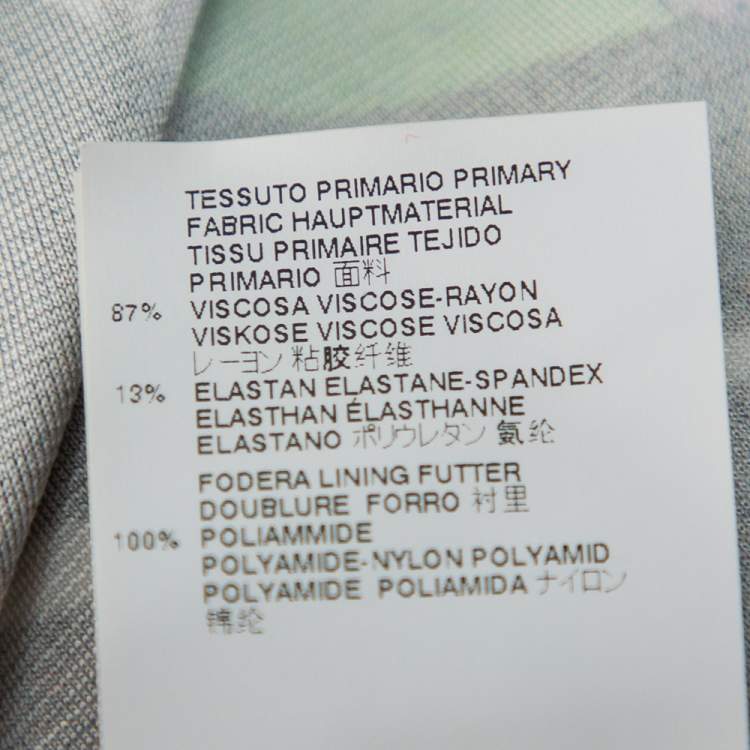 TESSUTO PRIMARIO PRIMARY
FABRIC HAUPTMATERIAL
TISSU PRIMAIRE TEJIDO
PRIMARIO 面料
87% VISCOSA VISCOSE-RAYON
VISKOSE VISCOSE VISCOSA
レーヨン 粘胶纤维
13% ELASTAN ELASTANE-SPANDEX
ELASTHAN ÉLASTHANNE
ELASTANO ポリウレタン 氨纶
FODERA LINING FUTTER
DOUBLURE FORRO 衬里
100% POLIAMMIDE
POLYAMIDE-NYLON POLYAMID
POLYAMIDE POLIAMIDA ナイロン
锦纶